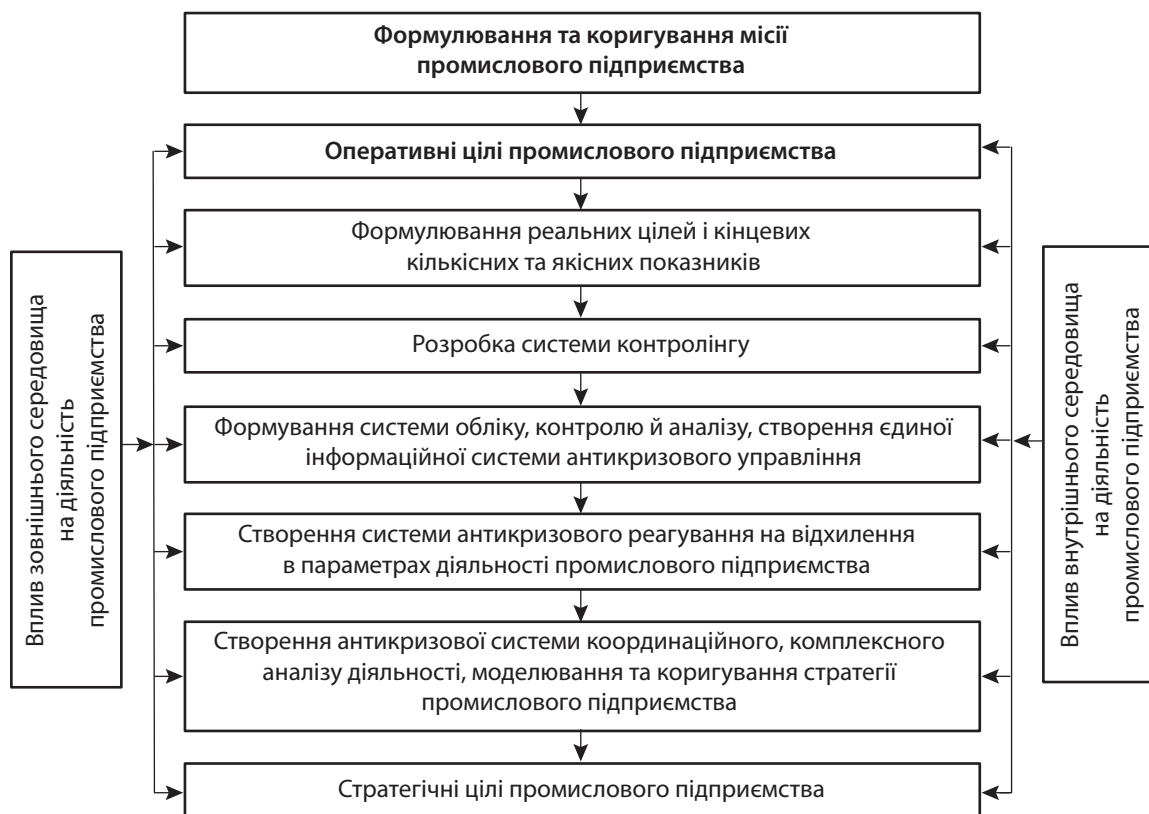 Формулювання та коригування місії
промислового підприємства
Оперативні цілі промислового підприємства
Формулювання реальних цілей і кінцевих
кількісних та якісних показників
Розробка системи контролінгу
Формування системи обліку, контролю й аналізу, створення єдиної
інформаційної системи антикризового управління
Створення системи антикризового реагування на відхилення
в параметрах діяльності промислового підприємства
Створення антикризової системи координаційного, комплексного
аналізу діяльності, моделювання та коригування стратегії
промислового підприємства
Стратегічні цілі промислового підприємства
Вплив зовнішнього середовища
на діяльність
промислового підприємства
Вплив внутрішнього середовища
на діяльність
промислового підприємства